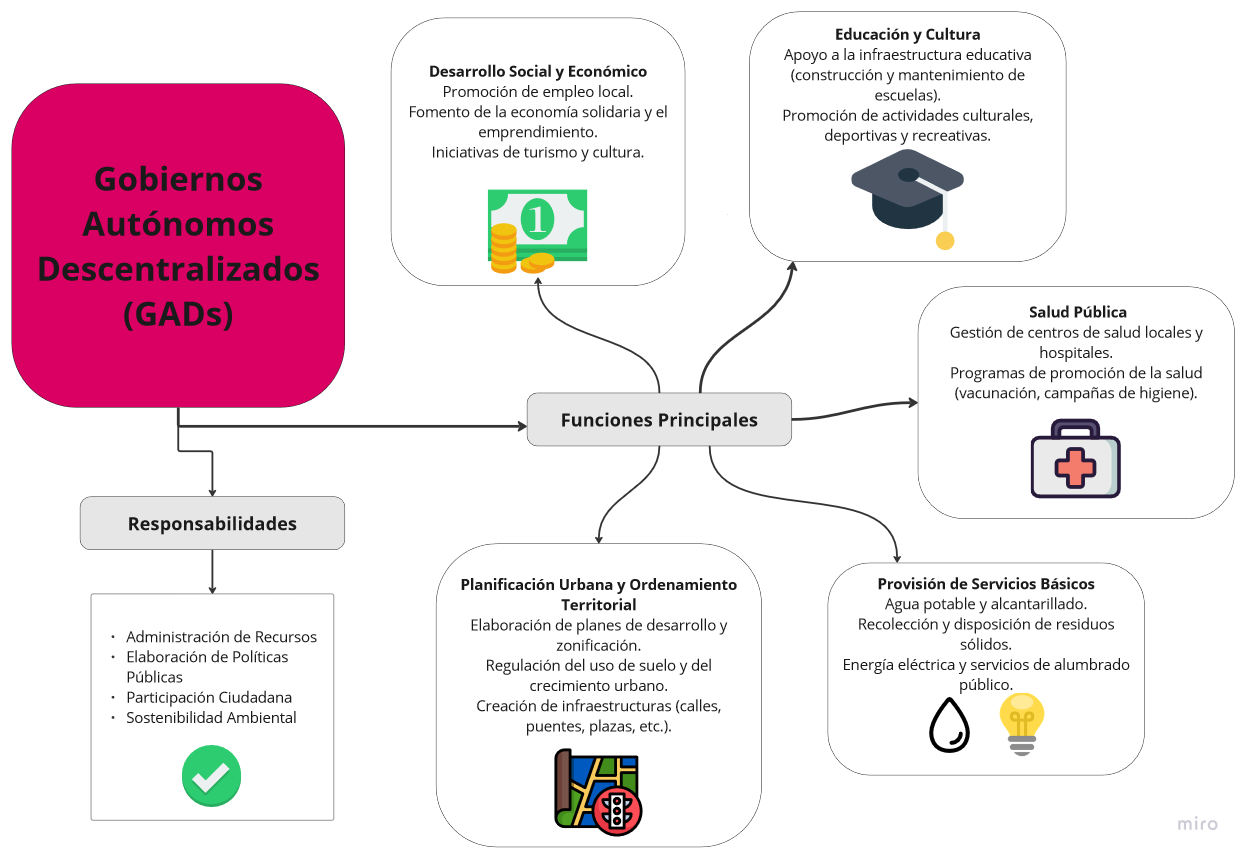 Gobiernos
Autónomos
Descentralizados
(GADs)
Desarrollo Social y Económico
Promoción de empleo local.
Fomento de la economía solidaria y el
emprendimiento.
Iniciativas de turismo y cultura.
1
Educación y Cultura
Apoyo a la infraestructura educativa
(construcción y mantenimiento de
escuelas).
Promoción de actividades culturales,
deportivas y recreativas.
Salud Pública
Gestión de centros de salud locales y
hospitales.
Programas de promoción de la salud
(vacunación, campañas de higiene).
Funciones Principales
Responsabilidades
• Administración de Recursos
• Elaboración de Políticas
Públicas
• Participación Ciudadana
• Sostenibilidad Ambiental
Planificación Urbana y Ordenamiento
Territorial
Elaboración de planes de desarrollo y
zonificación.
Regulación del uso de suelo y del
crecimiento urbano.
Creación de infraestructuras (calles,
puentes, plazas, etc.).
Provisión de Servicios Básicos
Agua potable y alcantarillado.
Recolección y disposición de residuos
sólidos.
Energía eléctrica y servicios de alumbrado
público.
miro